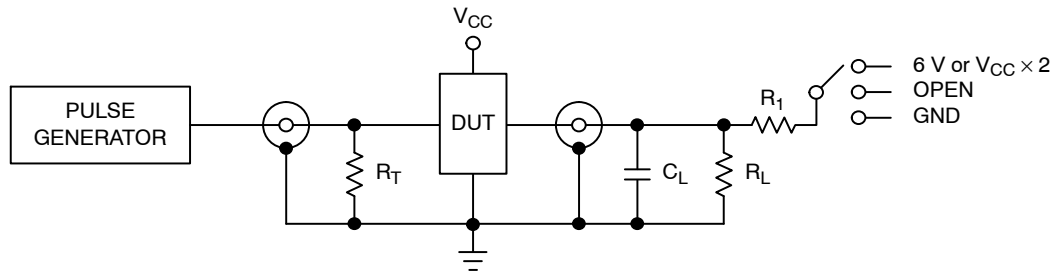 V_CC
6 V or V_CC × 2
OPEN
GND
PULSE
GENERATOR
DUT
R_1
R_T
C_L
R_L